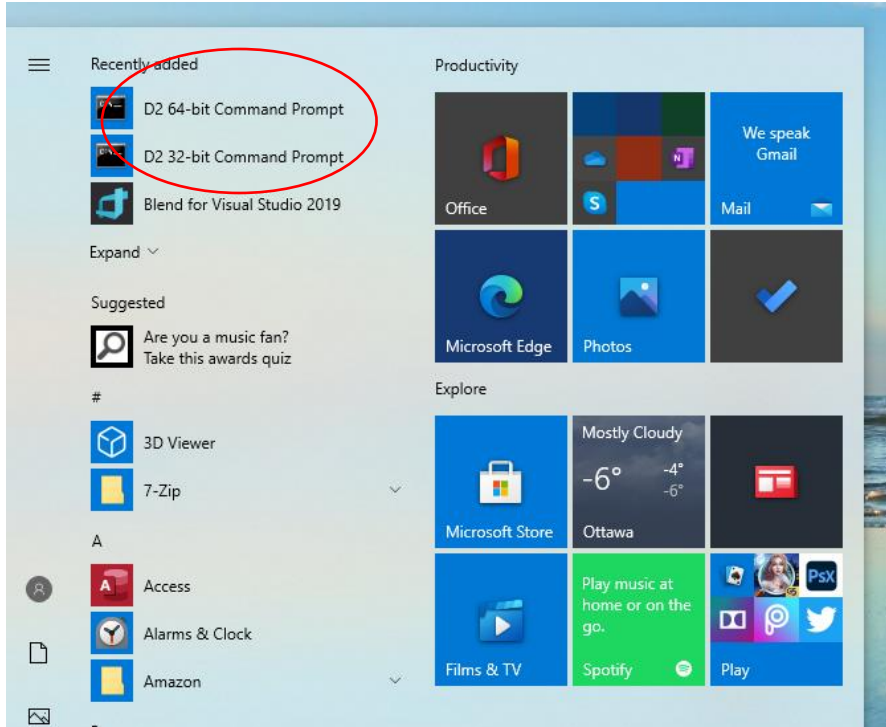 Recently added
D2 64-bit Command Prompt
D2 32-bit Command Prompt
Blend for Visual Studio 2019
Expand
Suggested
Are you a music fan?
Take this awards quiz
#
3D Viewer
7-Zip
A
Access
Alarms & Clock
Amazon
Productivity
Office
We speak
Gmail
Mail
Microsoft Edge
Photos
Explore
Microsoft Store
Mostly Cloudy
-6°
-4°
-6°
Ottawa
Films & TV
Play music at
home or on the
go.
Spotify
PsX
Play